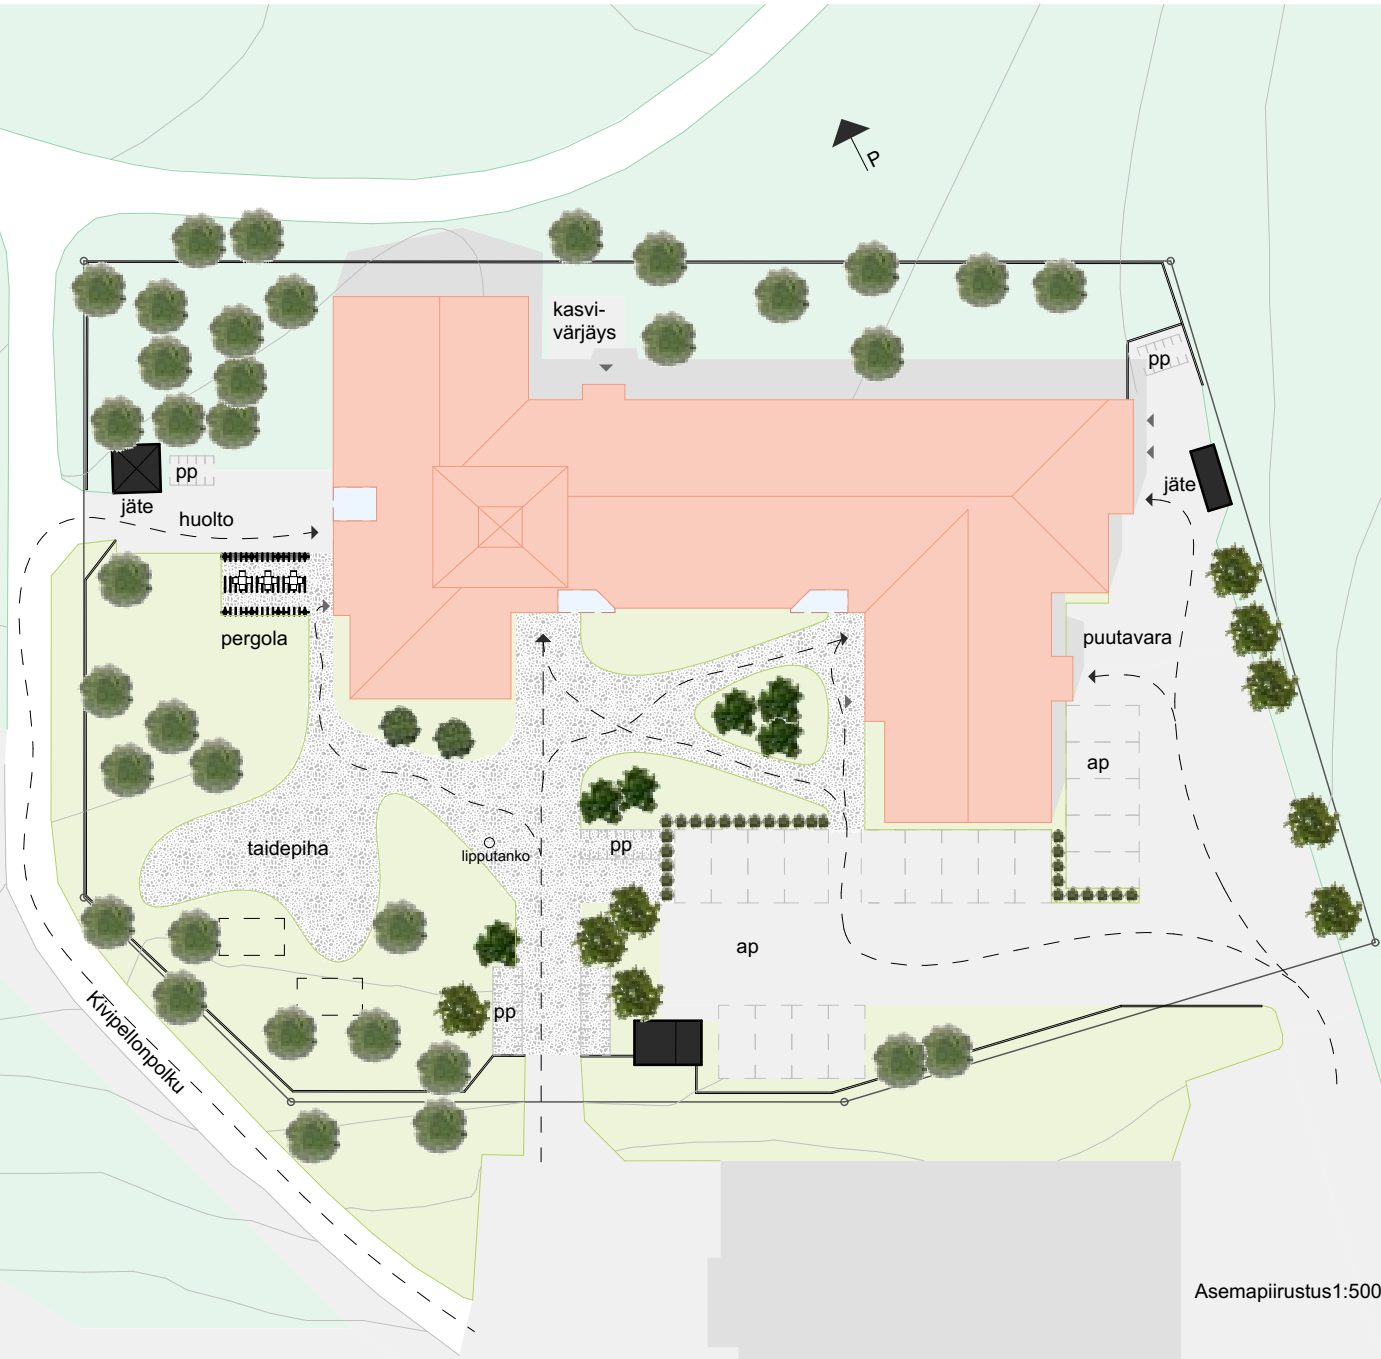 P
kasvi-
värjäys
pp
pp
jäte
jäte
huolto
pergola
puutavara
ap
taidepiha
lipputanko
pp
ap
pp
Kivipellonpolku
Asemapiirustus1:500